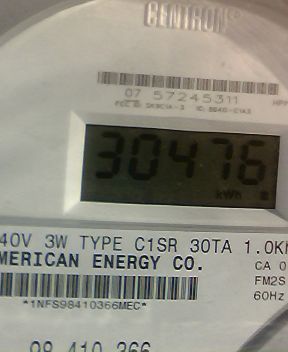 CENTRON®
07 57245311
30476
kWh
40V 3W TYPE C1SR 30TA 1.0K
MERICAN ENERGY CO.
CA 0
FM2S
60Hz
*1NFS98410366MEC*
98 410 366